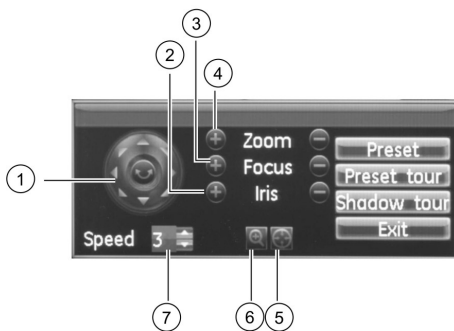 3
2
4
1
Zoom
Focus
Iris
Preset
Preset tour
Shadow tour
Exit
Speed 3
7
6
5